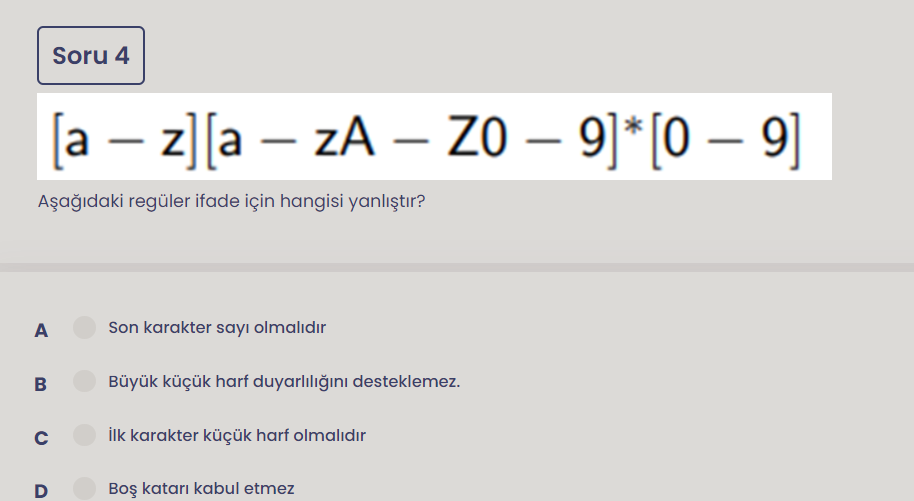 Soru 4
[a – z][a – zA – Z0 – 9]*[0 – 9]
Aşağıdaki regüler ifade için hangisi yanlıştır?
A Son karakter sayı olmalıdır
B Büyük küçük harf duyarlılığını desteklemez.
C İlk karakter küçük harf olmalıdır
D Boş katarı kabul etmez